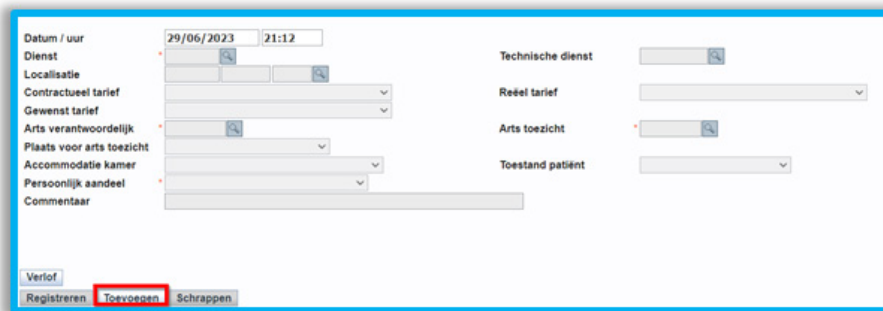 Datum / uur 29/06/2023 21:12
Dienst * Technische dienst
Localisatie
Contractueel tarief Reëel tarief
Gewenst tarief
Arts verantwoordelijk * Arts toezicht *
Plaats voor arts toezicht
Accommodatie kamer Toestand patiënt
Persoonlijk aandeel *
Commentaar
Verlof
Registreren Toevoegen Schrappen